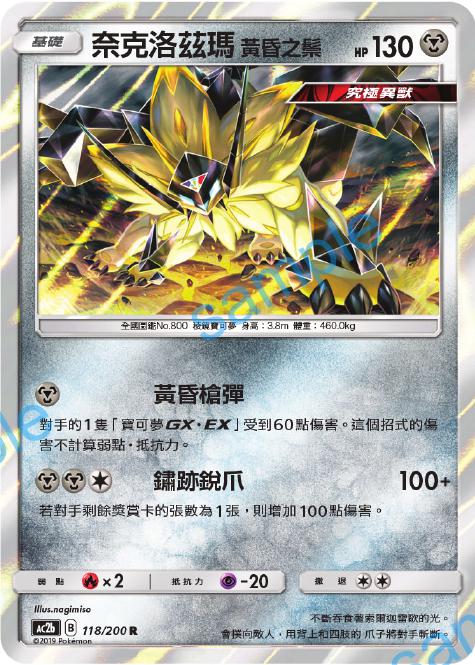 基礎 奈克洛茲瑪 黃昏之鬃 HP 130
究極異獸
sample
全國圖鑑No.800 稜鏡寶可夢 身高：3.8m 體重：460.0kg
黃昏槍彈
對手的1隻「寶可夢GX・EX」受到60點傷害。這個招式的傷
害不計算弱點・抵抗力。
鏽跡銳爪 100+
若對手剩餘獎賞卡的張數為1張，則增加100點傷害。
弱點 ×2 抵抗力 -20 撤退
Illus.nagimiso
AC2b B 118/200 R
©2019 Pokémon
不斷吞食著索爾迦雷歐的光。
會撲向敵人，用背上和四肢的 爪子將對手斬斷。